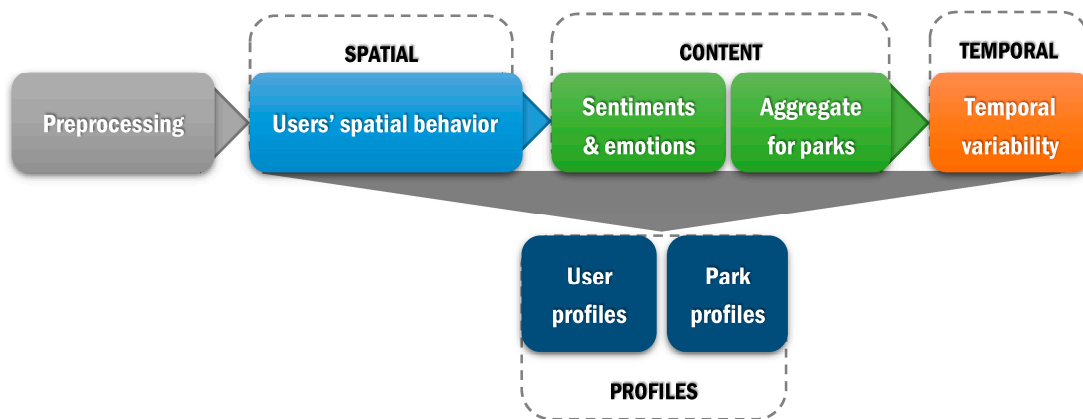 SPATIAL
CONTENT
TEMPORAL
Preprocessing
Users' spatial behavior
Sentiments
& emotions
Aggregate
for parks
Temporal
variability
User
profiles
Park
profiles
PROFILES